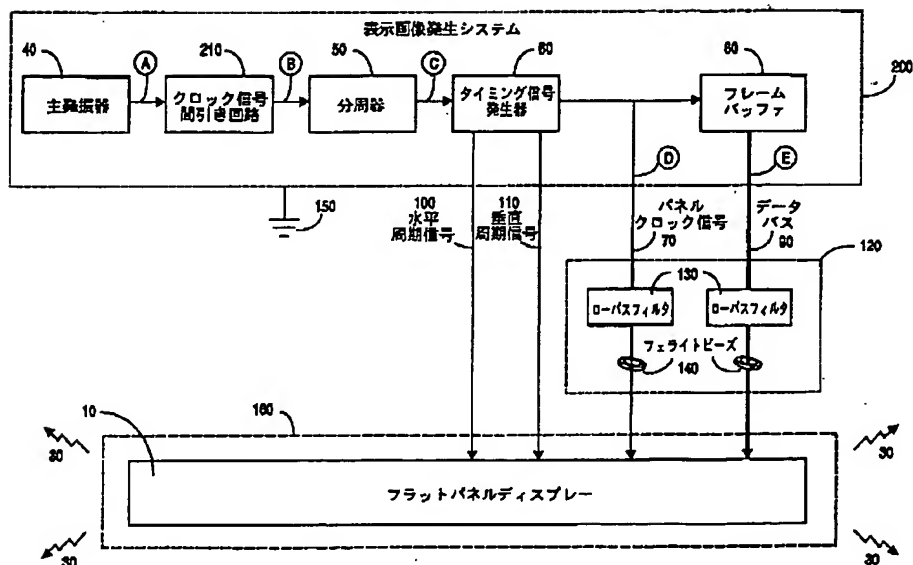 表示画像発生システム
40
A
210
B
50
C
60
80
200
主発振器
クロック信号
間引き回路
分周器
タイミング信号
発生器
フレーム
バッファ
D
E
150
100
水平
周期信号
110
垂直
周期信号
パネル
クロック信号
70
データ
バス
90
120
130
ローパスフィルタ
ローパスフィルタ
フェライトビーズ
140
160
10
30
30
フラットパネルディスプレー
30
30